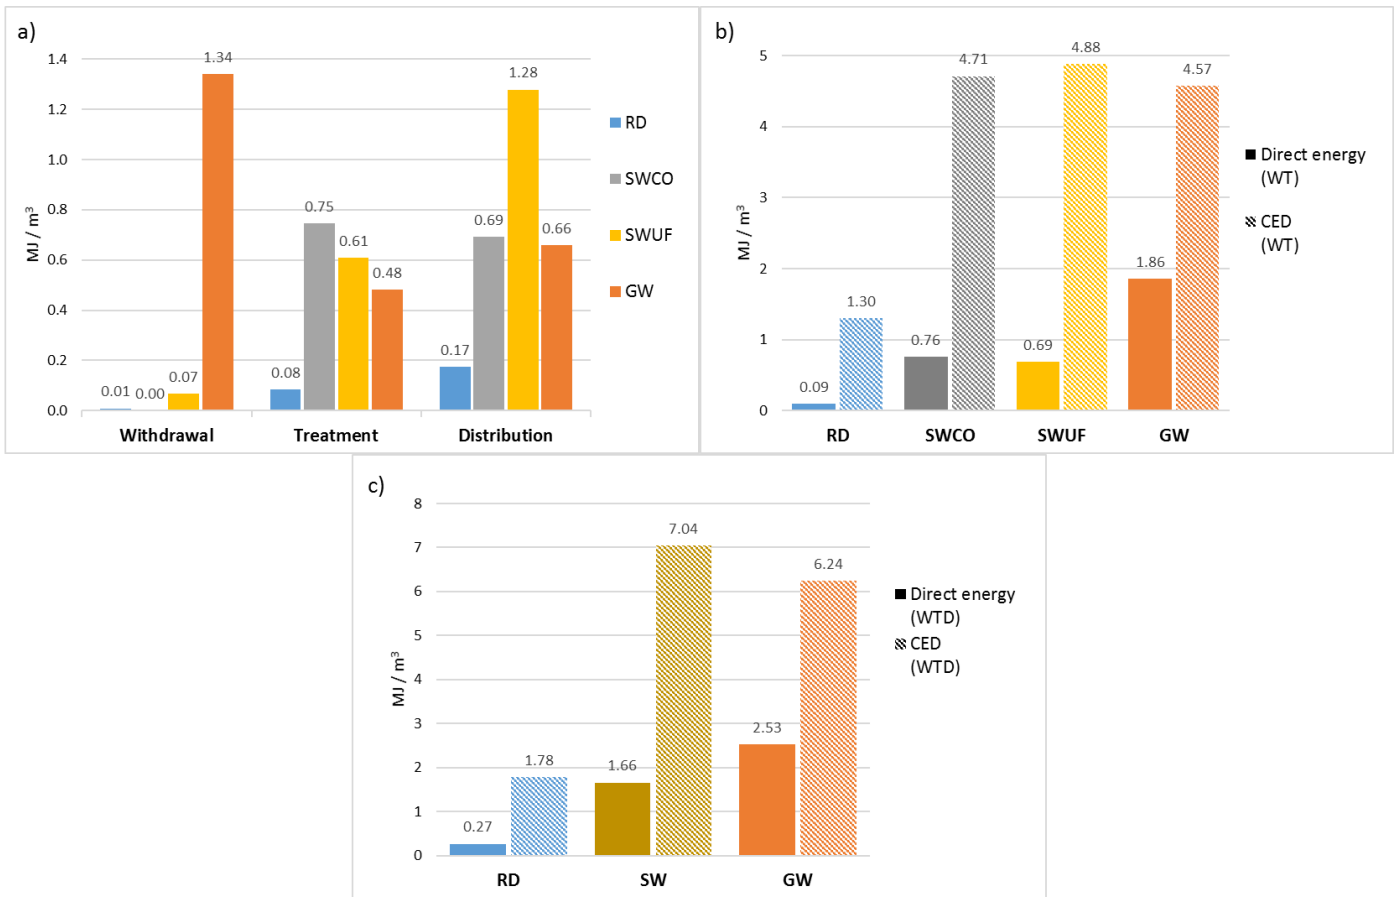 a)
1.4
1.2
1.0
0.8
0.6
0.4
0.2
0.0
MJ / m³
0.01
0.00
0.07
1.34
0.08
0.75
0.61
0.48
0.17
0.69
1.28
0.66
Withdrawal
Treatment
Distribution
RD
SWCO
SWUF
GW
b)
5
4
3
2
1
0
MJ / m³
0.09
1.30
0.76
4.71
0.69
4.88
1.86
4.57
RD
SWCO
SWUF
GW
Direct energy
(WT)
CED
(WT)
c)
8
7
6
5
4
3
2
1
0
MJ / m³
0.27
1.78
1.66
7.04
2.53
6.24
RD
SW
GW
Direct energy
(WTD)
CED
(WTD)